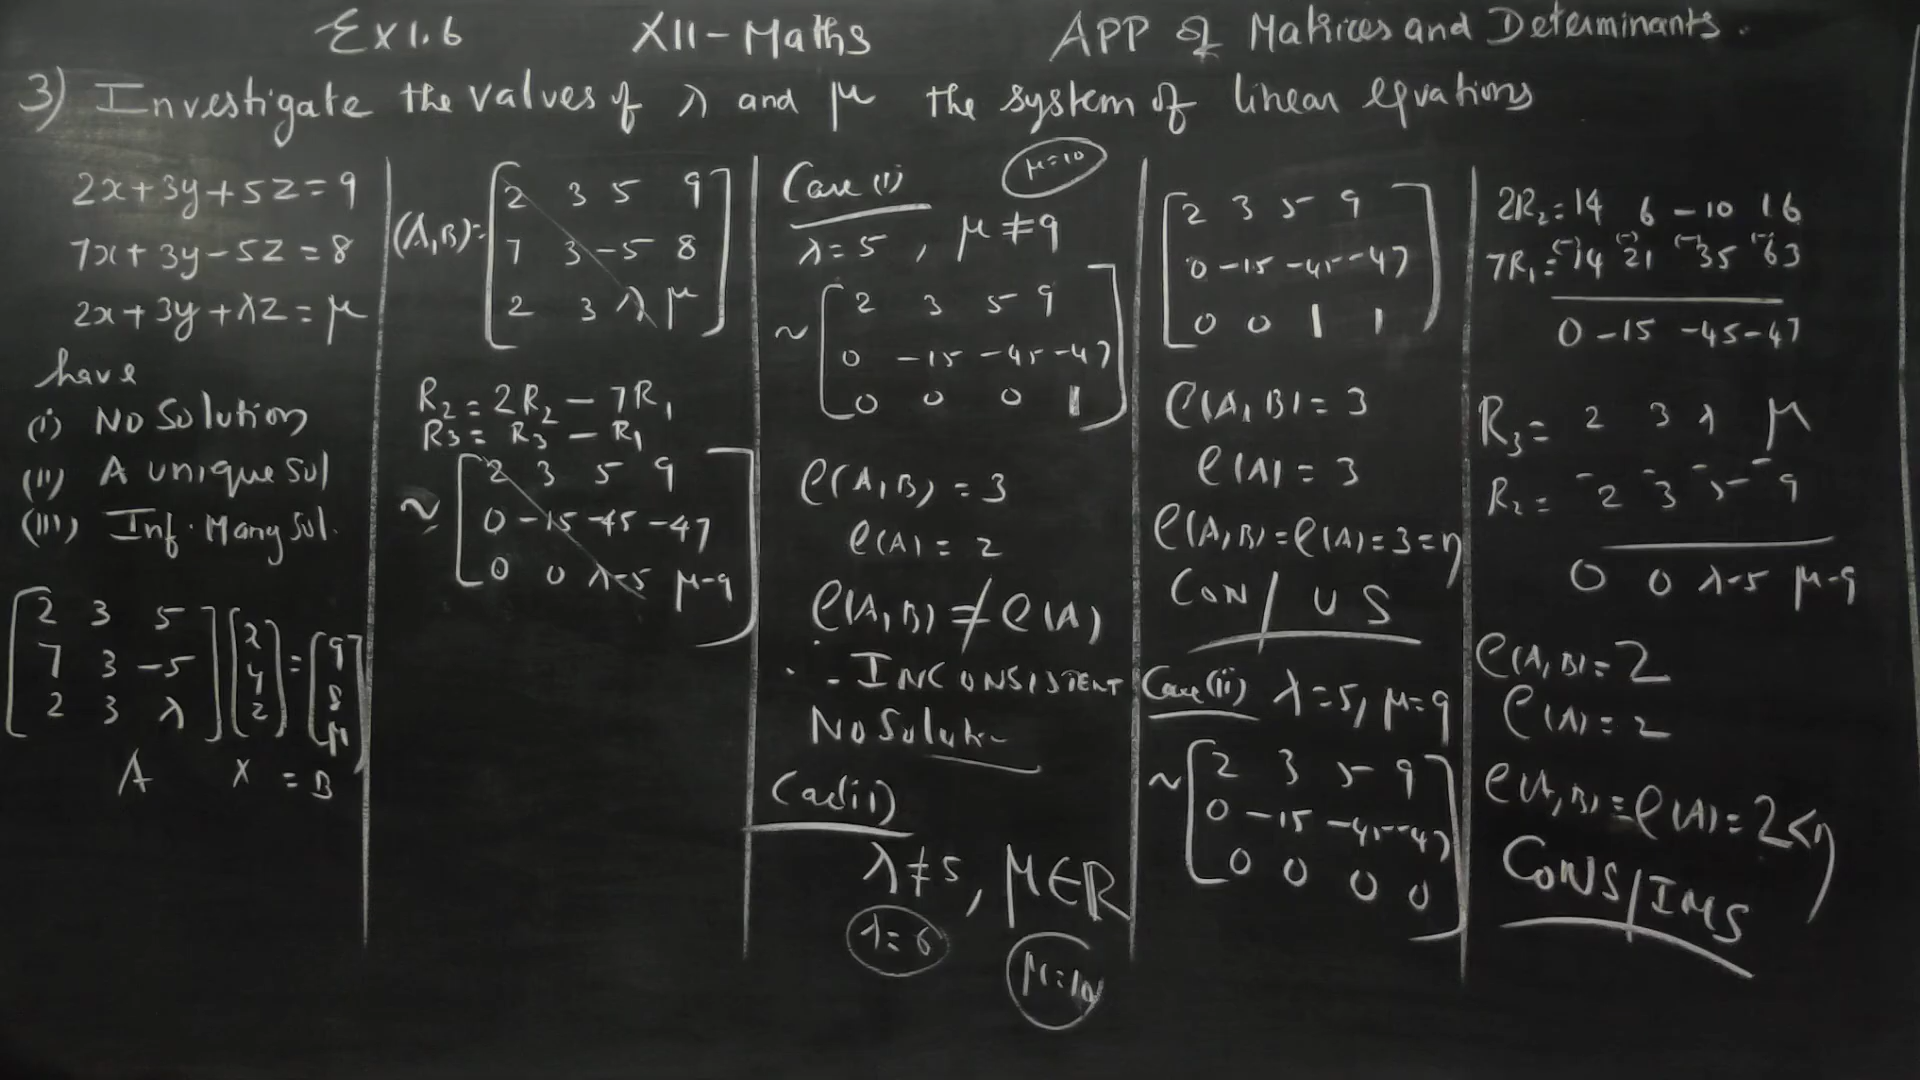 Ex 1.6 XII-Maths APP of Matrices and Determinants.
3) Investigate the values of λ and μ the system of linear equations
2x+3y+5z=9
7x+3y-5z=8
2x+3y+λz=μ
have
(i) No Solution
(ii) A unique sol
(iii) Inf. Many Sol.
2 3 5
7 3 -5
2 3 λ
x
y
z
=
9
8
μ
A X = B
(A,B)=
2 3 5 9
7 3 -5 8
2 3 λ μ
R2 = 2R2 - 7R1
R3 = R3 - R1
~
2 3 5 9
0 -15 -45 -47
0 0 λ-5 μ-9
Case (i) μ=10
λ=5, μ≠9
~
2 3 5 9
0 -15 -45 -47
0 0 0 1
ρ(A,B) = 3
ρ(A) = 2
ρ(A,B) ≠ ρ(A)
∴ INCONSISTENT
λ≠5, μ∈R
λ=6
μ=10
2 3 5 9
0 -15 -45 -47
0 0 1 1
ρ(A,B) = 3
ρ(A) = 3
ρ(A,B)=ρ(A)=3=n
CON/US
Case (ii) λ=5, μ=9
~
2 3 5 9
0 -15 -45 -47
0 0 0 0
2R2 = 14 6 -10 16
7R1 = (-)14 (-)21 (-)35 (-)63
0 -15 -45 -47
R3 = 2 3 λ μ
R2 = -2 -3 -5 -9
0 0 λ-5 μ-9
ρ(A,B)=2
ρ(A)=2
ρ(A,B)=ρ(A)=2<n
CONS/IMS